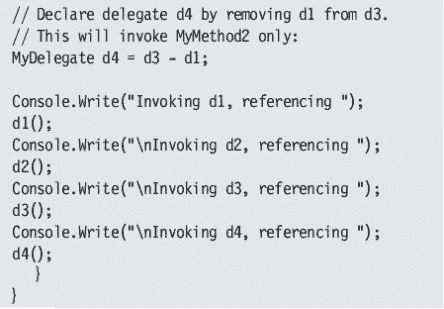 // Declare delegate d4 by removing d1 from d3.
// This will invoke MyMethod2 only:
MyDelegate d4 = d3 - d1;
Console.Write("Invoking d1, referencing ");
d1();
Console.Write("\nInvoking d2, referencing ");
d2();
Console.Write("\nInvoking d3, referencing ");
d3();
Console.Write("\nInvoking d4, referencing ");
d4();
}
}